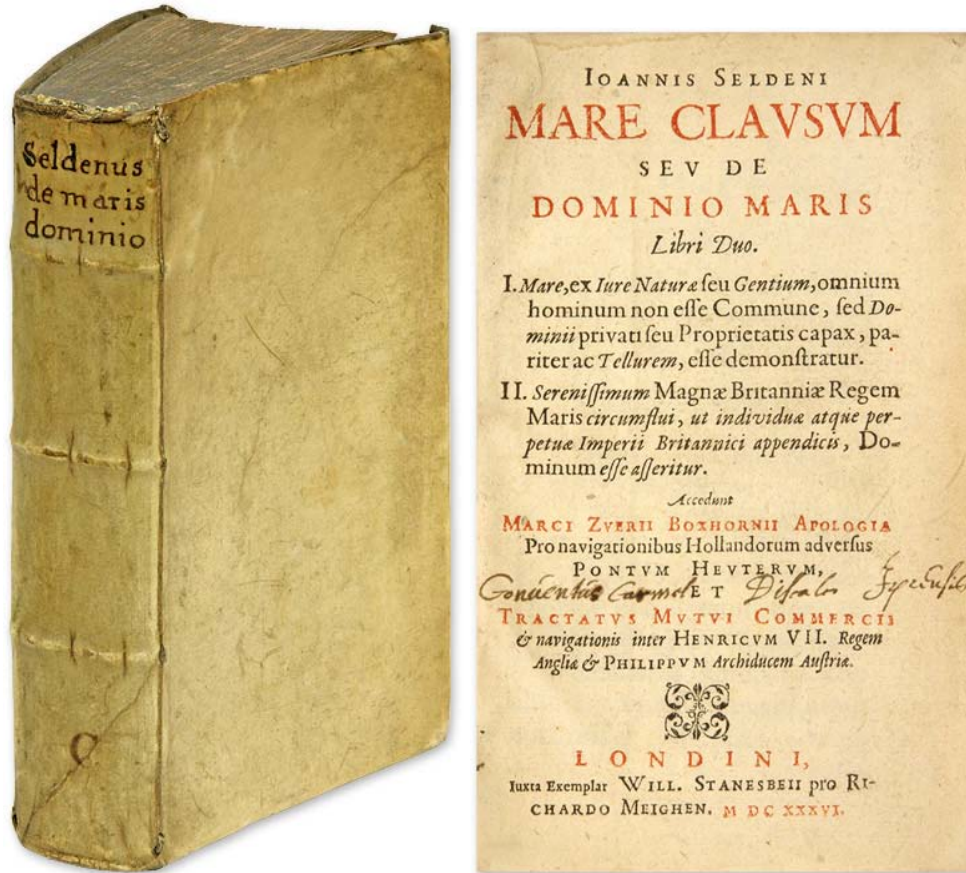 Seldenus
de maris
dominio
C
IOANNIS SELDENI
MARE CLAVSVM
SEV DE
DOMINIO MARIS
Libri Duo.
I. Mare, ex Iure Naturæ ſeu Gentium, omnium
hominum non eſſe Commune, ſed Do-
minii privati ſeu Proprietatis capax, pa-
riter ac Tellurem, eſſe demonſtratur.
II. Sereniſſimum Magnæ Britanniæ Regem
Maris circumflui, ut individuæ atque per-
petuæ Imperii Britannici appendicis, Do-
minum eſſe aſſeritur.
Accedunt
MARCI ZVERII BOXHORNII APOLOGIA
Pro navigationibus Hollandorum adverſus
PONTVM HEVTERVM,
Conventus Carmel ET Diſcalc
TRACTATVS MVTVI COMMERCII
& navigationis inter HENRICVM VII. Regem
Angliæ & PHILIPPVM Archiducem Auſtriæ.
LONDINI,
Iuxta Exemplar WILL. STANESBEII pro RI-
CHARDO MEIGHEN. M DC XXXVI.